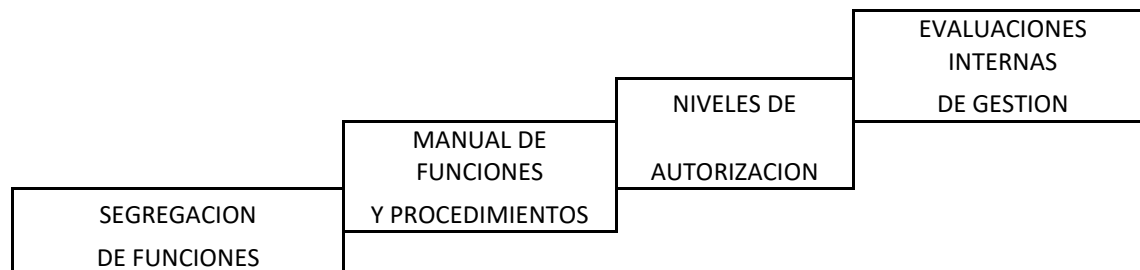 EVALUACIONES
INTERNAS
DE GESTION
NIVELES DE
AUTORIZACION
MANUAL DE
FUNCIONES
Y PROCEDIMIENTOS
SEGREGACION
DE FUNCIONES